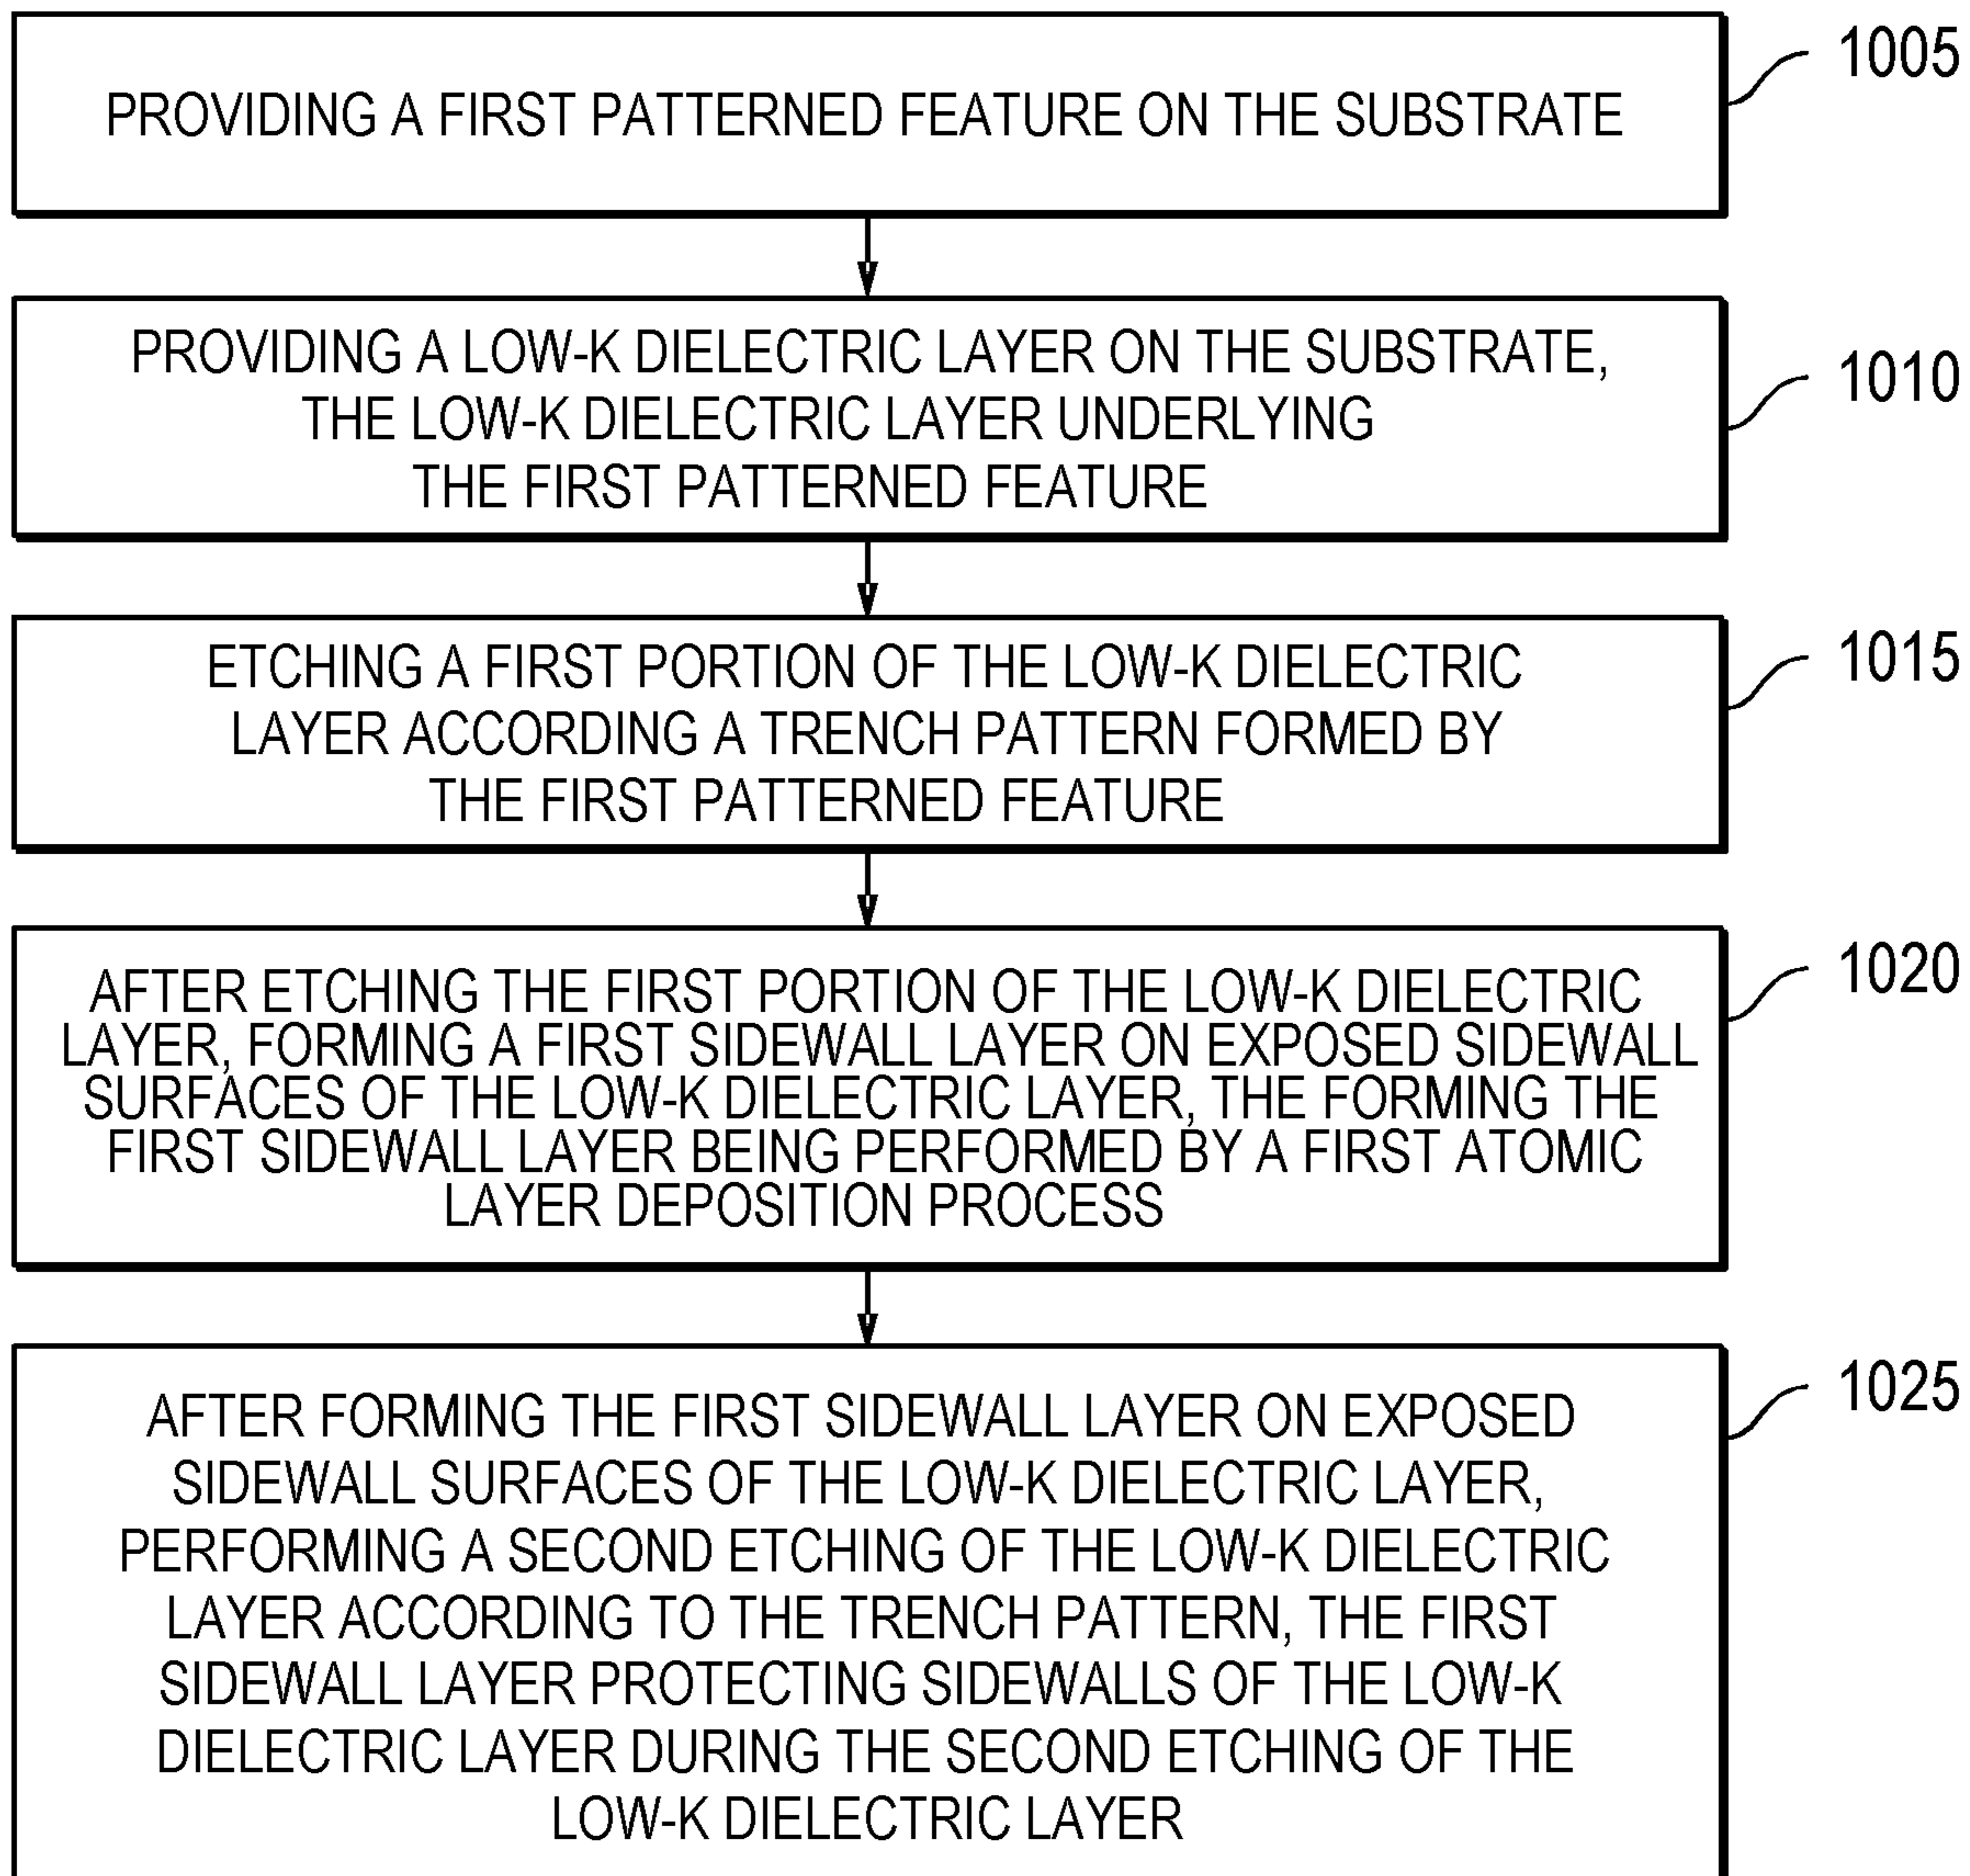 PROVIDING A FIRST PATTERNED FEATURE ON THE SUBSTRATE
1005
PROVIDING A LOW-K DIELECTRIC LAYER ON THE SUBSTRATE,
THE LOW-K DIELECTRIC LAYER UNDERLYING
THE FIRST PATTERNED FEATURE
1010
ETCHING A FIRST PORTION OF THE LOW-K DIELECTRIC
LAYER ACCORDING A TRENCH PATTERN FORMED BY
THE FIRST PATTERNED FEATURE
1015
AFTER ETCHING THE FIRST PORTION OF THE LOW-K DIELECTRIC
LAYER, FORMING A FIRST SIDEWALL LAYER ON EXPOSED SIDEWALL
SURFACES OF THE LOW-K DIELECTRIC LAYER, THE FORMING THE
FIRST SIDEWALL LAYER BEING PERFORMED BY A FIRST ATOMIC
LAYER DEPOSITION PROCESS
1020
AFTER FORMING THE FIRST SIDEWALL LAYER ON EXPOSED
SIDEWALL SURFACES OF THE LOW-K DIELECTRIC LAYER,
PERFORMING A SECOND ETCHING OF THE LOW-K DIELECTRIC
LAYER ACCORDING TO THE TRENCH PATTERN, THE FIRST
SIDEWALL LAYER PROTECTING SIDEWALLS OF THE LOW-K
DIELECTRIC LAYER DURING THE SECOND ETCHING OF THE
LOW-K DIELECTRIC LAYER
1025